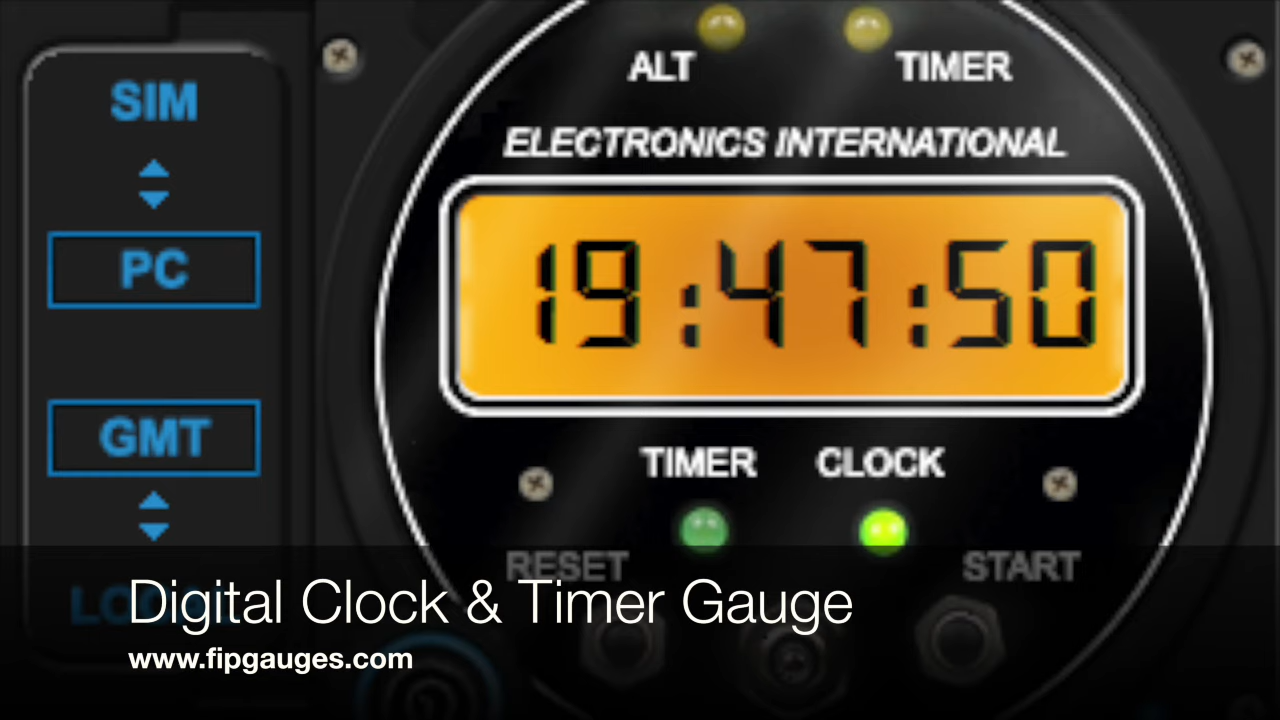 SIM
PC
GMT
LOCAL
ALT
TIMER
ELECTRONICS INTERNATIONAL
19:47:50
TIMER
CLOCK
RESET
START
Digital Clock & Timer Gauge
www.fipgauges.com